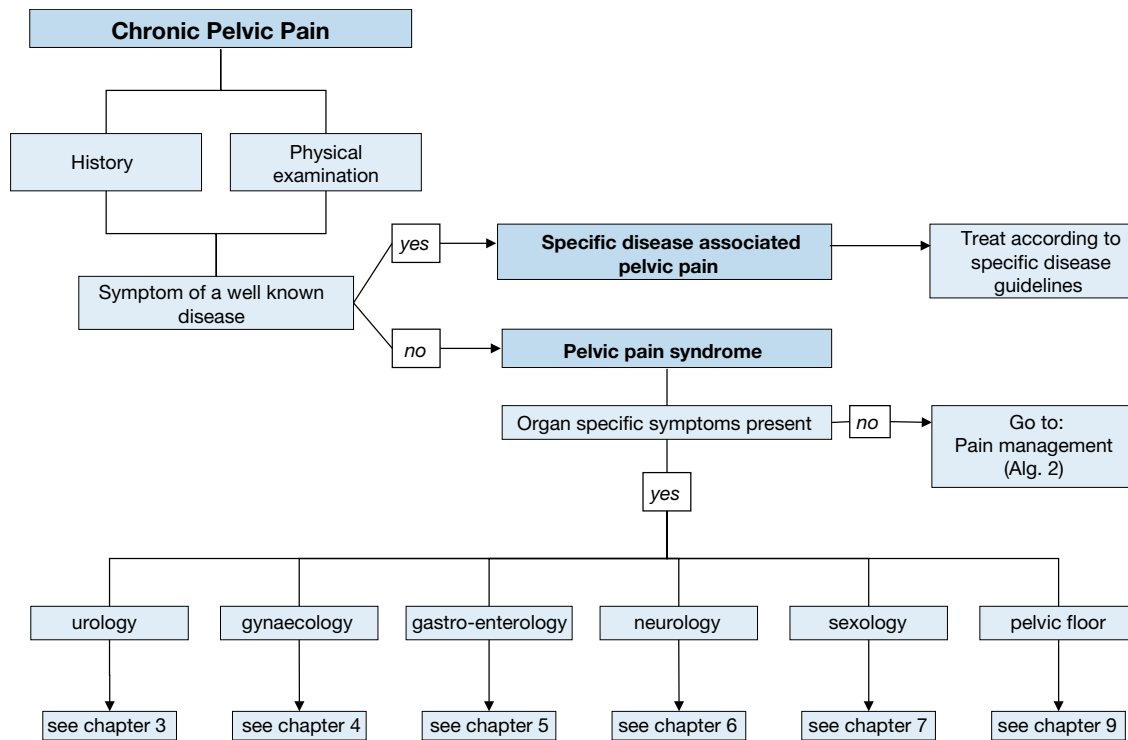 Chronic Pelvic Pain
History
Physical
examination
Symptom of a well known
disease
yes
Specific disease associated
pelvic pain
Treat according to
specific disease
guidelines
no
Pelvic pain syndrome
Organ specific symptoms present
no
Go to:
Pain management
(Alg. 2)
yes
urology
gynaecology
gastro-enterology
neurology
sexology
pelvic floor
see chapter 3
see chapter 4
see chapter 5
see chapter 6
see chapter 7
see chapter 9